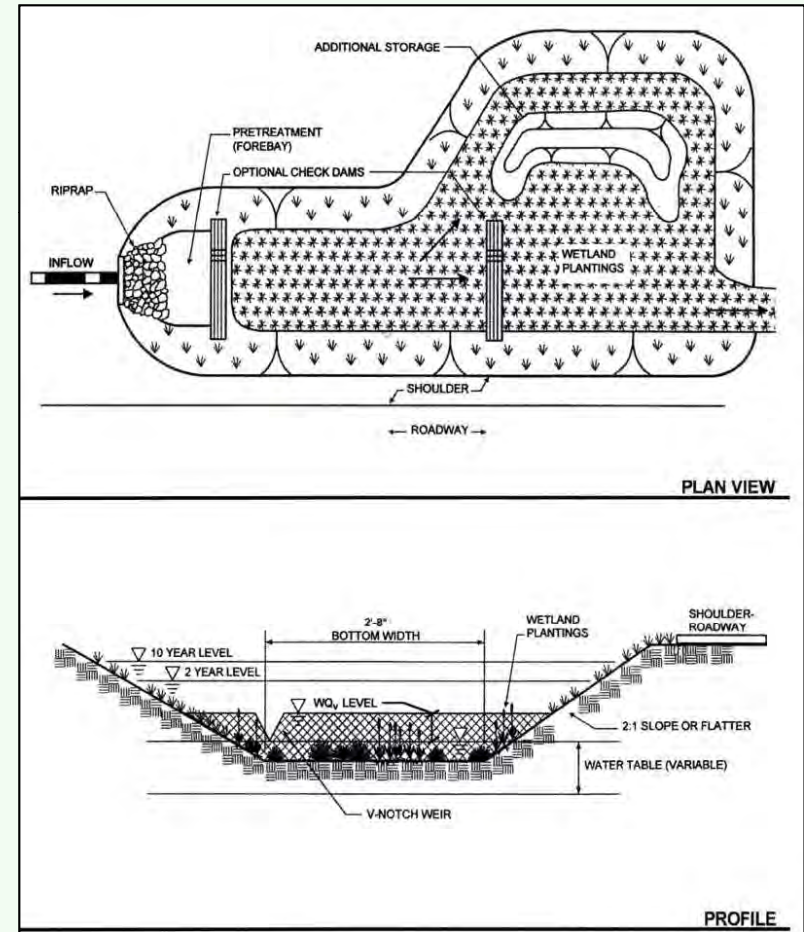 ADDITIONAL STORAGE
PRETREATMENT
(FOREBAY)
OPTIONAL CHECK DAMS
RIPRAP
INFLOW
WETLAND
PLANTINGS
SHOULDER
ROADWAY
PLAN VIEW
2'-8"
BOTTOM WIDTH
WETLAND
PLANTINGS
SHOULDER-
ROADWAY
10 YEAR LEVEL
2 YEAR LEVEL
WQv LEVEL
2:1 SLOPE OR FLATTER
WATER TABLE (VARIABLE)
V-NOTCH WEIR
PROFILE